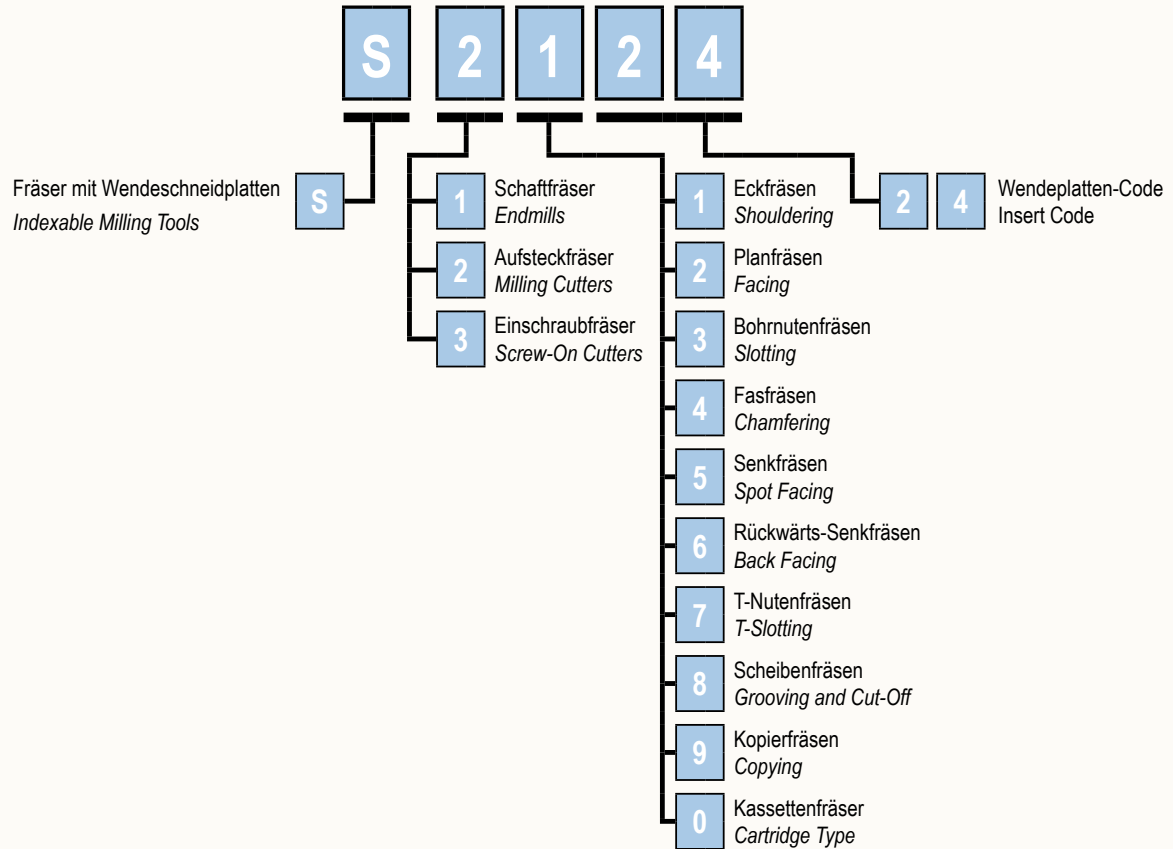 S 2 1 2 4
Fräser mit Wendeschneidplatten
Indexable Milling Tools
S
1
Schaftfräser
Endmills
2
Aufsteckfräser
Milling Cutters
3
Einschraubfräser
Screw-On Cutters
1
Eckfräsen
Shouldering
2
Planfräsen
Facing
3
Bohrnutenfräsen
Slotting
4
Fasfräsen
Chamfering
5
Senkfräsen
Spot Facing
6
Rückwärts-Senkfräsen
Back Facing
7
T-Nutenfräsen
T-Slotting
8
Scheibenfräsen
Grooving and Cut-Off
9
Kopierfräsen
Copying
0
Kassettenfräser
Cartridge Type
2 4
Wendeplatten-Code
Insert Code